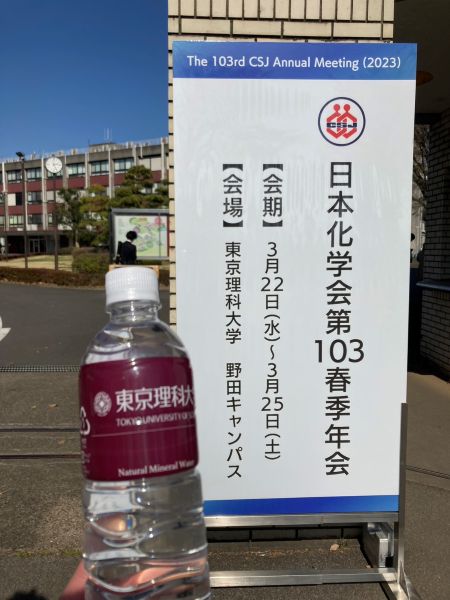 The 103rd CSJ Annual Meeting (2023)
CSJ
日本化学会第103春季年会
【会期】 3月22日(水)～3月25日(土)
【会場】 東京理科大学 野田キャンパス
東京理科大
TOKYO UNIVERSITY OF
Natural Mineral Water